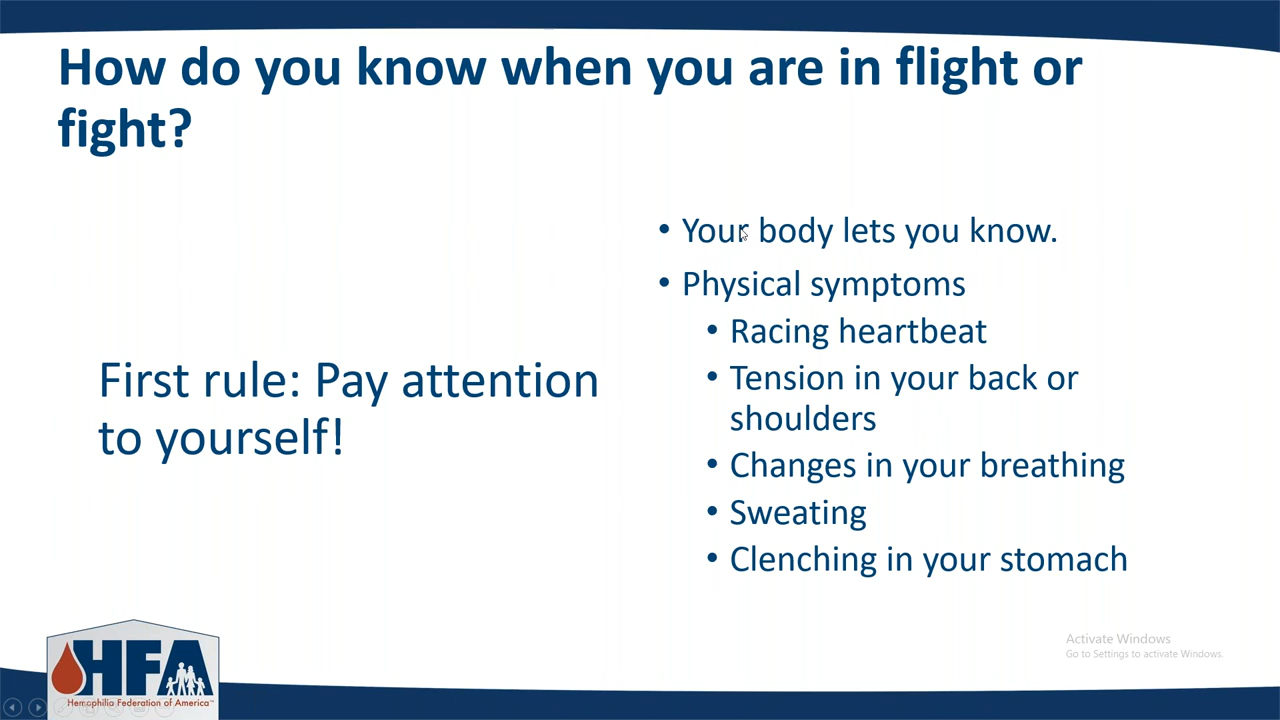 How do you know when you are in flight or
fight?
First rule: Pay attention
to yourself!
• Your body lets you know.
• Physical symptoms
• Racing heartbeat
• Tension in your back or
shoulders
• Changes in your breathing
• Sweating
• Clenching in your stomach
HFA
Hemophilia Federation of America™
Activate Windows
Go to Settings to activate Windows.